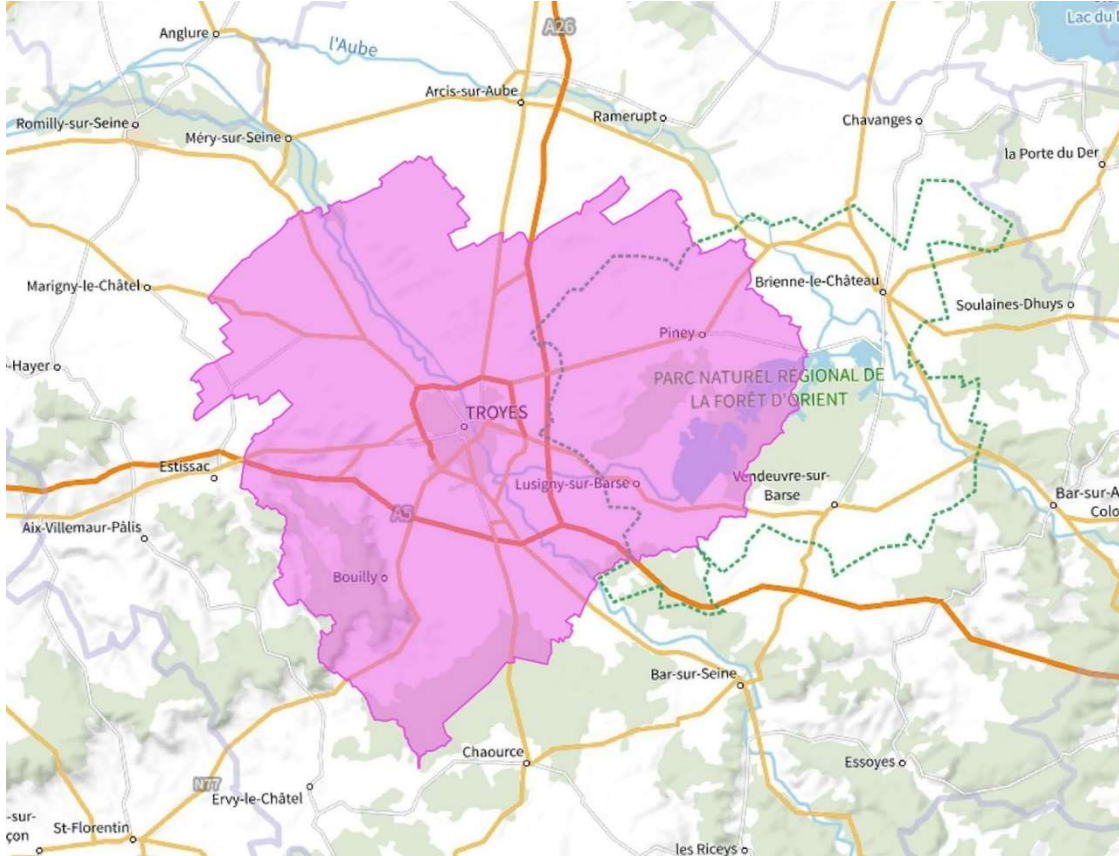 Lac du
A26
Anglure
l'Aube
Arcis-sur-Aube
Ramerupt
Chavanges
Romilly-sur-Seine
Méry-sur-Seine
la Porte du Der
Marigny-le-Châtel
Brienne-le-Château
Soulaines-Dhuys
Piney
-Hayer
PARC NATUREL RÉGIONAL DE
LA FORÊT D'ORIENT
TROYES
Estissac
Lusigny-sur-Barse
Vendeuvre-sur-
Barse
Bar-sur-A
Colo
A5
Aix-Villemaur-Pâlis
Bouilly
Bar-sur-Seine
Chaource
Essoyes
N77
Ervy-le-Châtel
-sur-
çon
St-Florentin
les Riceys